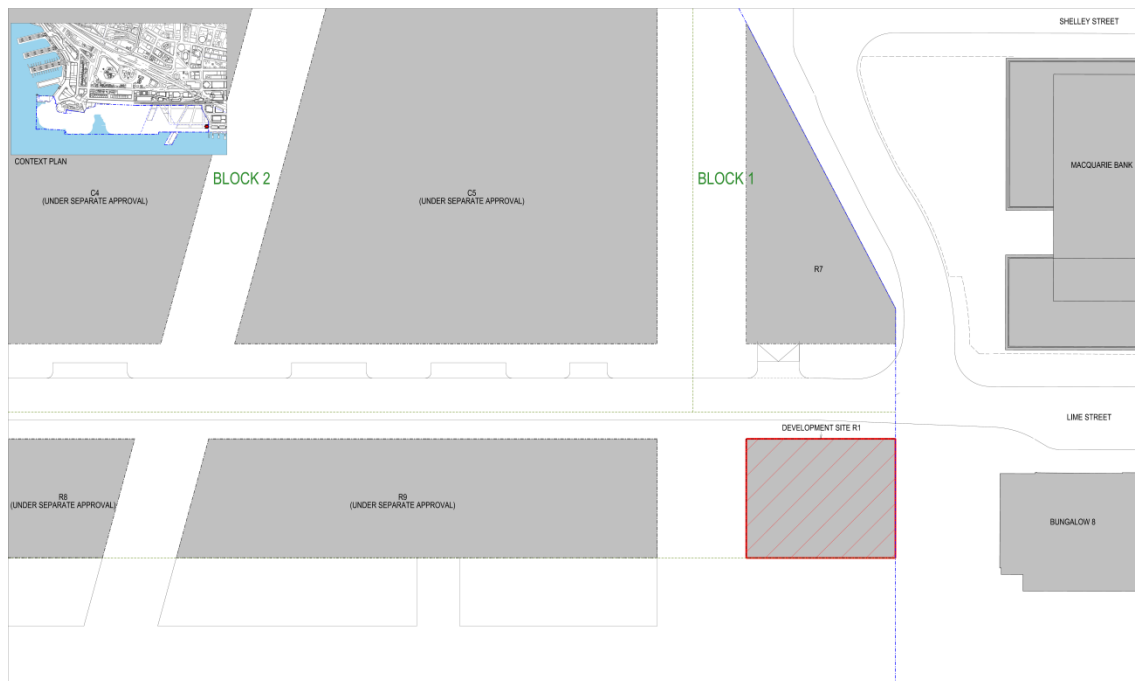 SHELLEY STREET
CONTEXT PLAN
MACQUARIE BANK
BLOCK 2
BLOCK 1
C4
(UNDER SEPARATE APPROVAL)
C5
(UNDER SEPARATE APPROVAL)
R7
LIME STREET
DEVELOPMENT SITE R1
R8
(UNDER SEPARATE APPROVAL)
R9
(UNDER SEPARATE APPROVAL)
BUNGALOW 8